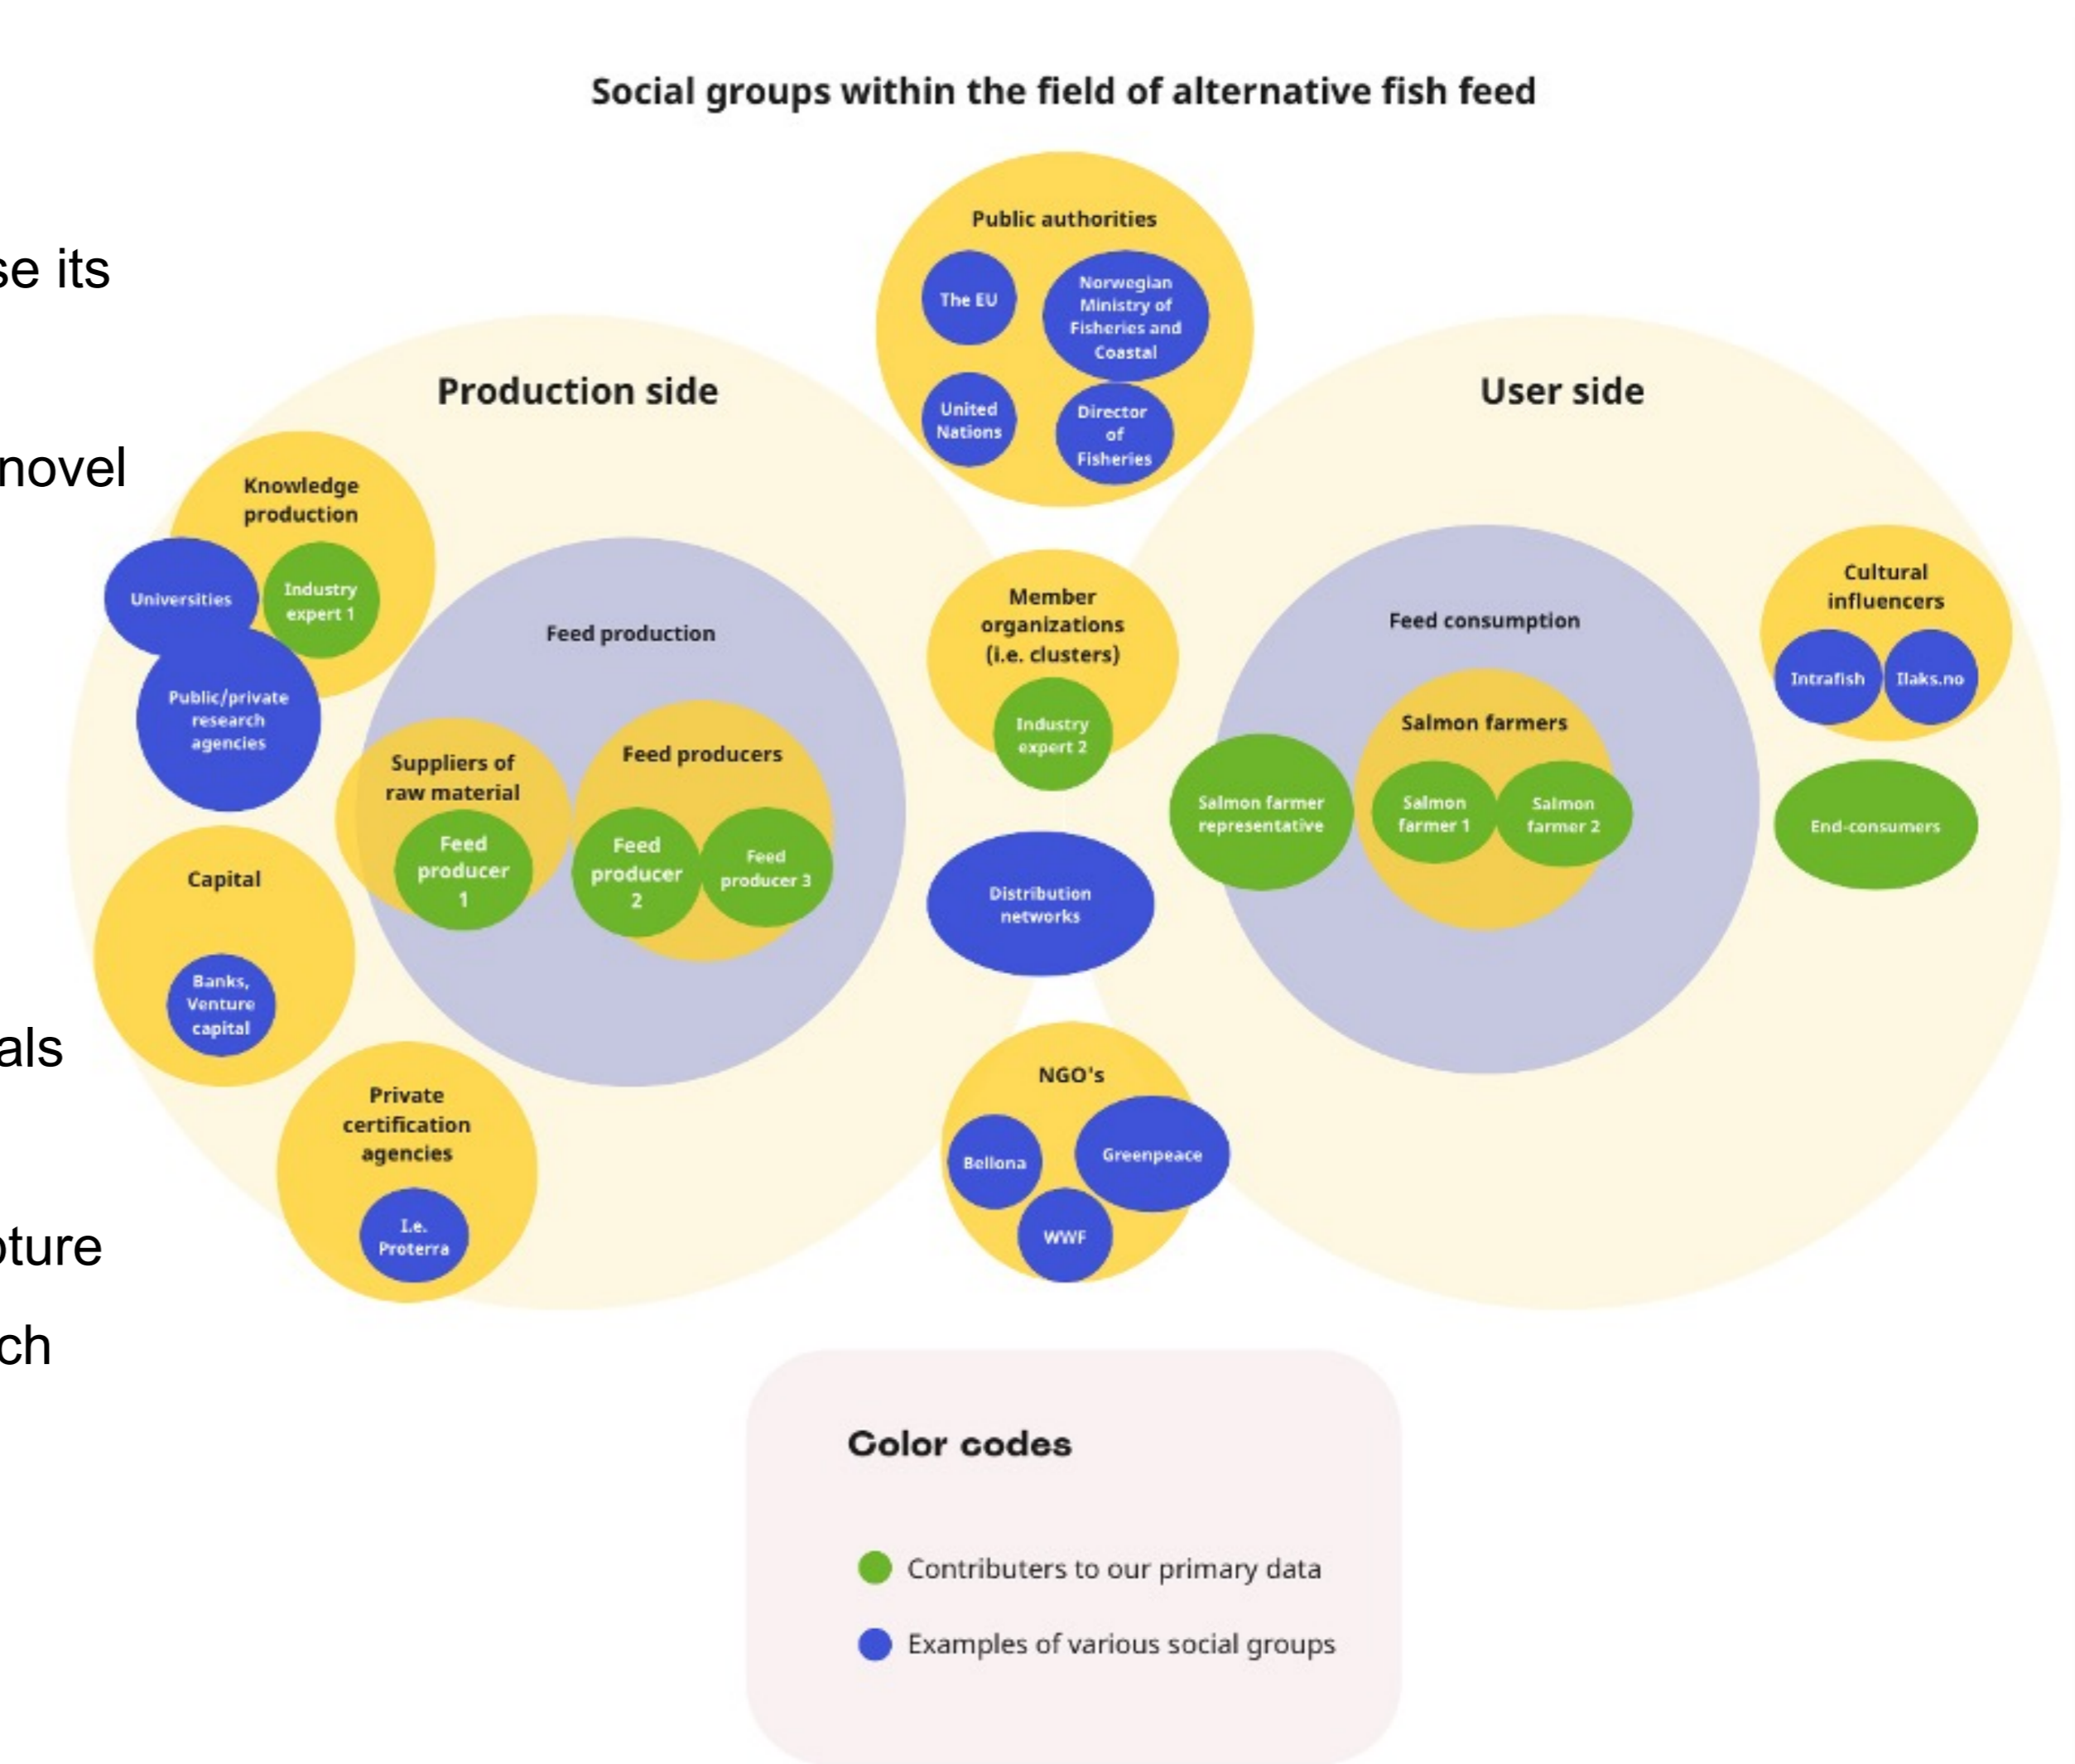 Social groups within the field of alternative fish feed
se its
novel
als
pture
ch
Public authorities
The EU
Norwegian
Ministry of
Fisheries and
Coastal
United
Nations
Director
of
Fisheries
Production side
Knowledge
production
Universities
Industry
expert 1
Public/private
research
agencies
Feed production
Suppliers of
raw material
Feed
producer
1
Feed producers
Feed
producer
2
Feed
producer 3
Capital
Banks,
Venture
capital
Private
certification
agencies
I.e.
Proterra
Member
organizations
(i.e. clusters)
Industry
expert 2
Distribution
networks
NGO's
Bellona
Greenpeace
WWF
User side
Feed consumption
Salmon farmer
representative
Salmon farmers
Salmon
farmer 1
Salmon
farmer 2
Cultural
influencers
Intrafish
Ilaks.no
End-consumers
Color codes
Contributers to our primary data
Examples of various social groups